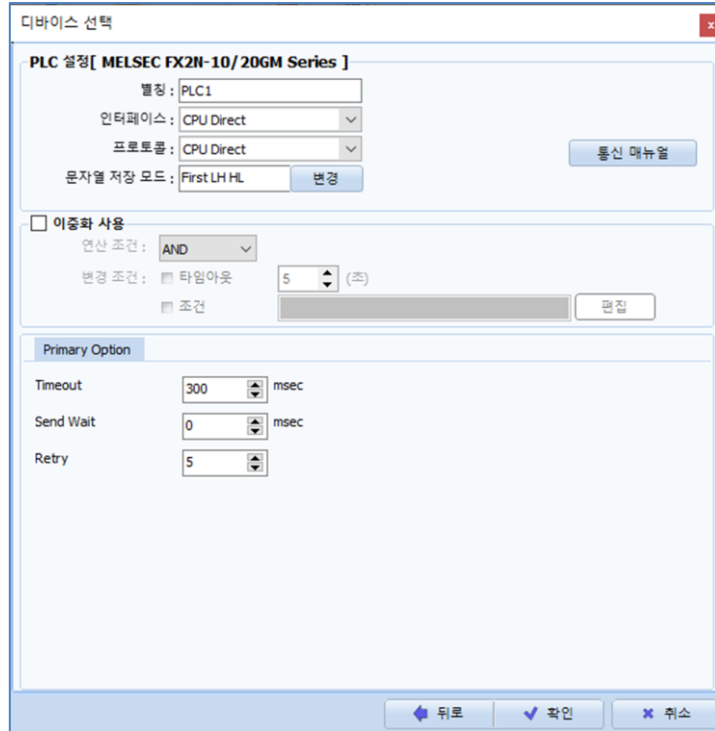 디바이스 선택
x
PLC 설정[ MELSEC FX2N-10/20GM Series ]
별칭 : PLC1
인터페이스 : CPU Direct
프로토콜 : CPU Direct
통신 매뉴얼
문자열 저장 모드 : First LH HL 변경
이중화 사용
연산 조건 : AND
변경 조건 : 타임아웃 5 (초)
조건 편집
Primary Option
Timeout 300 msec
Send Wait 0 msec
Retry 5
뒤로 확인 취소